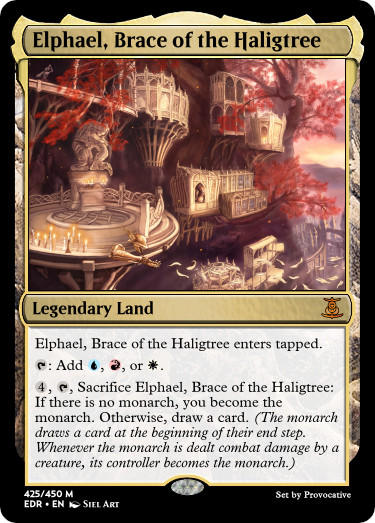 Elphael, Brace of the Haligtree
Legendary Land
Elphael, Brace of the Haligtree enters tapped.
: Add , , or .
4, , Sacrifice Elphael, Brace of the Haligtree:
If there is no monarch, you become the
monarch. Otherwise, draw a card. (The monarch
draws a card at the beginning of their end step.
Whenever the monarch is dealt combat damage by a
creature, its controller becomes the monarch.)
425/450 M
EDR • EN Siel Art
Set by Provocative